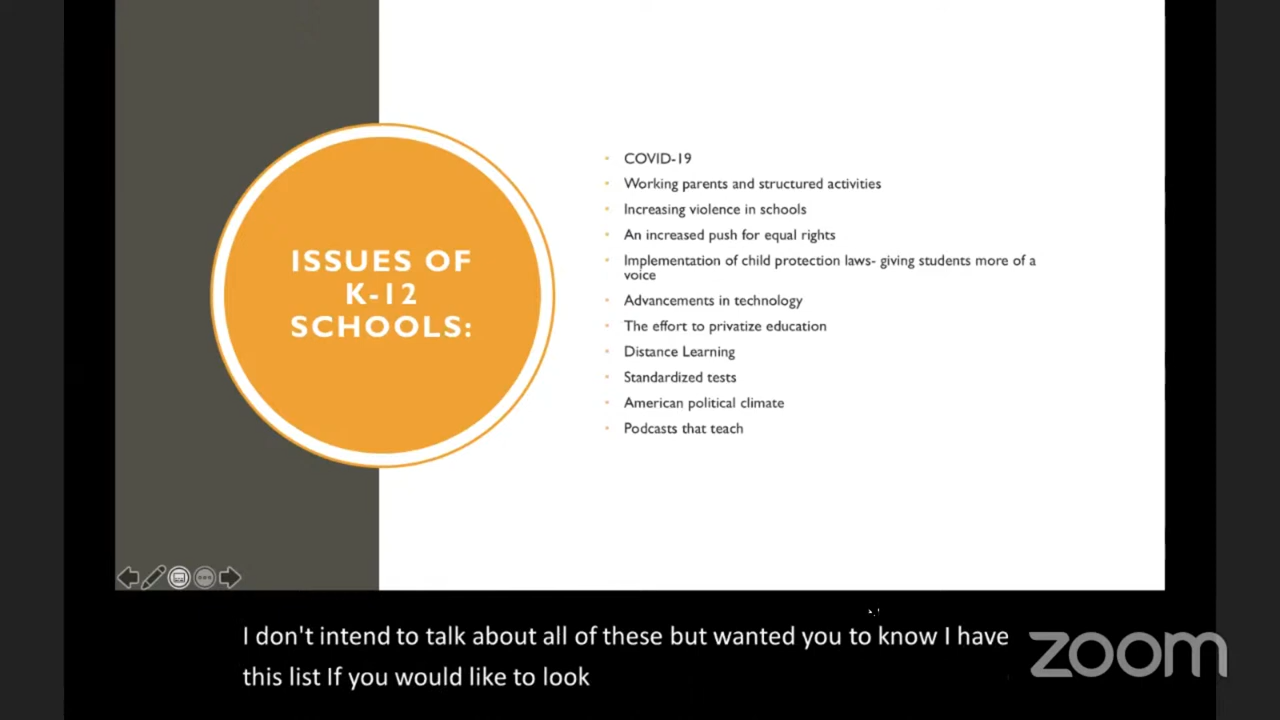 ISSUES OF
K-12
SCHOOLS:
COVID-19
Working parents and structured activities
Increasing violence in schools
An increased push for equal rights
Implementation of child protection laws- giving students more of a
voice
Advancements in technology
The effort to privatize education
Distance Learning
Standardized tests
American political climate
Podcasts that teach
I don't intend to talk about all of these but wanted you to know I have
this list If you would like to look
zoom